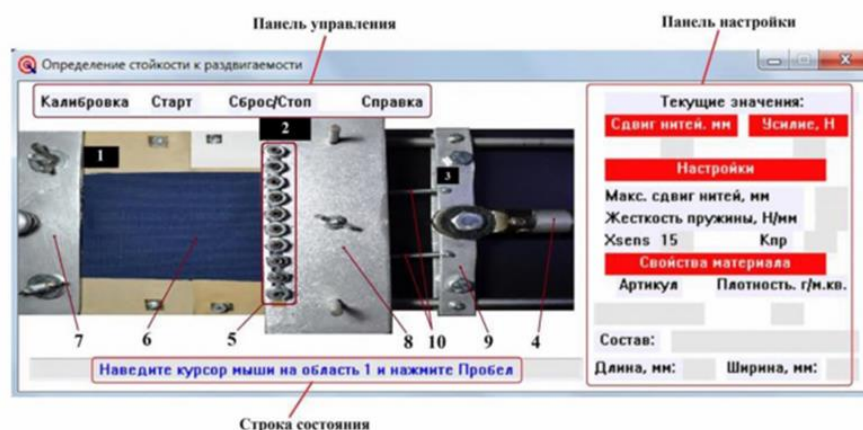 Панель управления
Панель настройки
Определение стойкости к раздвигаемости
Калибровка Старт Сброс/Стоп Справка
Текущие значения:
Сдвиг нитей. мм Усилие, Н
Настройки
Макс. сдвиг нитей, мм
Жесткость пружины, Н/мм
Xsens 15 Кпр
Свойства материала
Артикул Плотность. г/м.кв.
Состав:
Длина, мм: Ширина, мм:
1
2
3
7 6 5 8 10 9 4
Наведите курсор мыши на область 1 и нажмите Пробел
Строка состояния